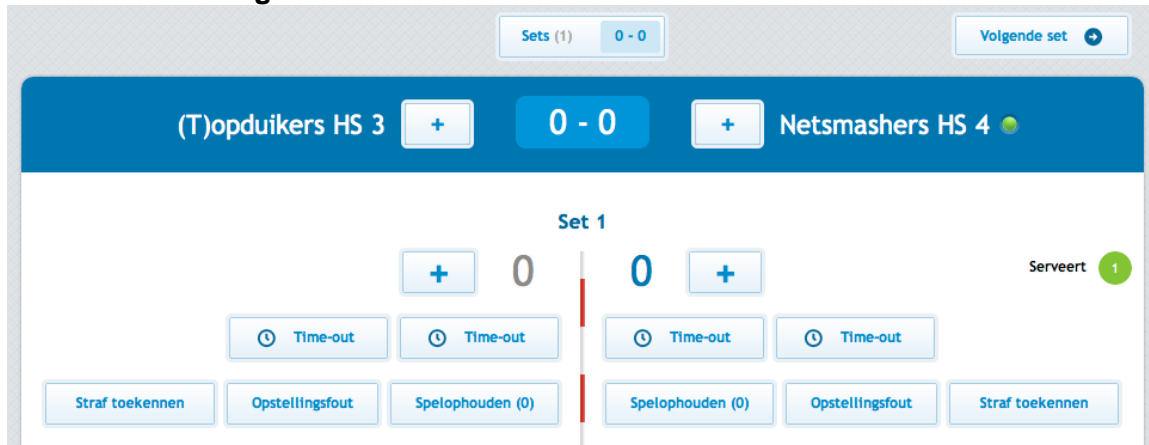 Sets (1) 0 - 0 Volgende set
(T)opduikers HS 3 + 0 - 0 + Netsmashers HS 4
Set 1
+ 0 0 + Serveert 1
Time-out Time-out Time-out Time-out
Straf toekennen Opstellingsfout Spelophouden (0) Spelophouden (0) Opstellingsfout Straf toekennen